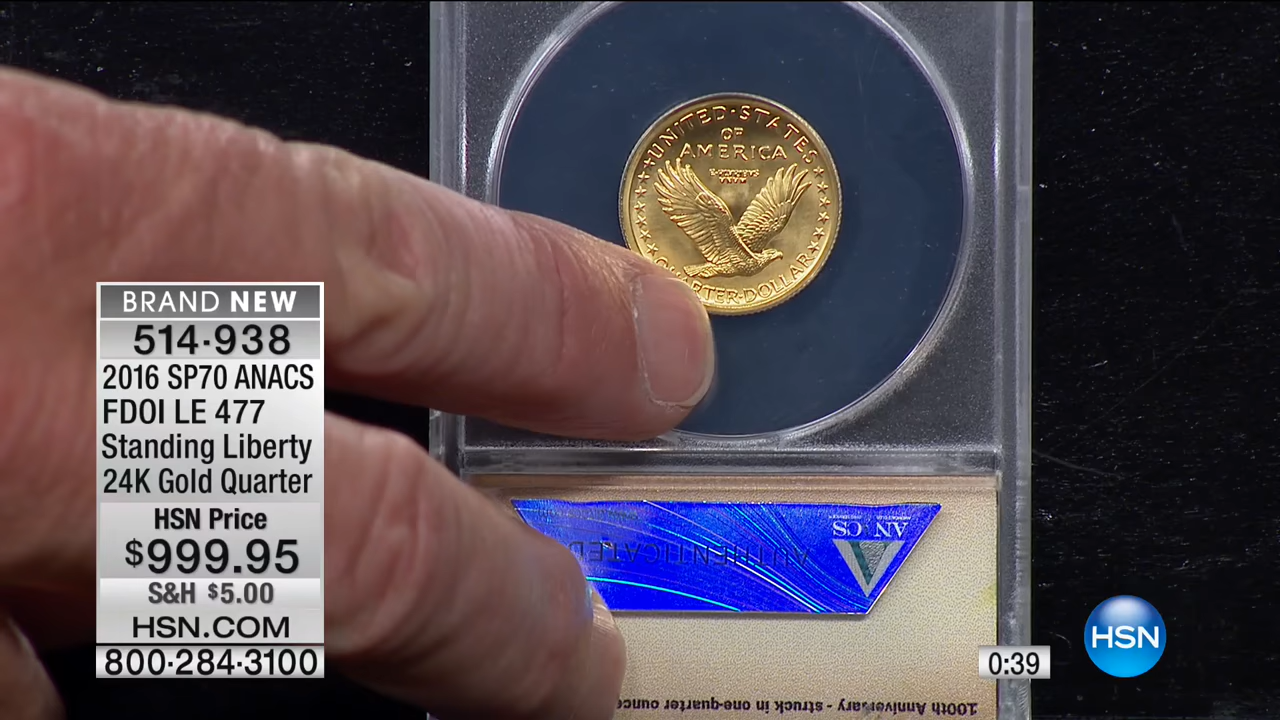 BRAND NEW
514-938
2016 SP70 ANACS
FDOI LE 477
Standing Liberty
24K Gold Quarter
HSN Price
$999.95
S&H $5.00
HSN.COM
800-284-3100
UNITED·STATES
OF
AMERICA
QUARTER·DOLLAR
ANACS
AUTHENTICATED
100th Anniversary - struck in one-quarter ounce
HSN
0:39